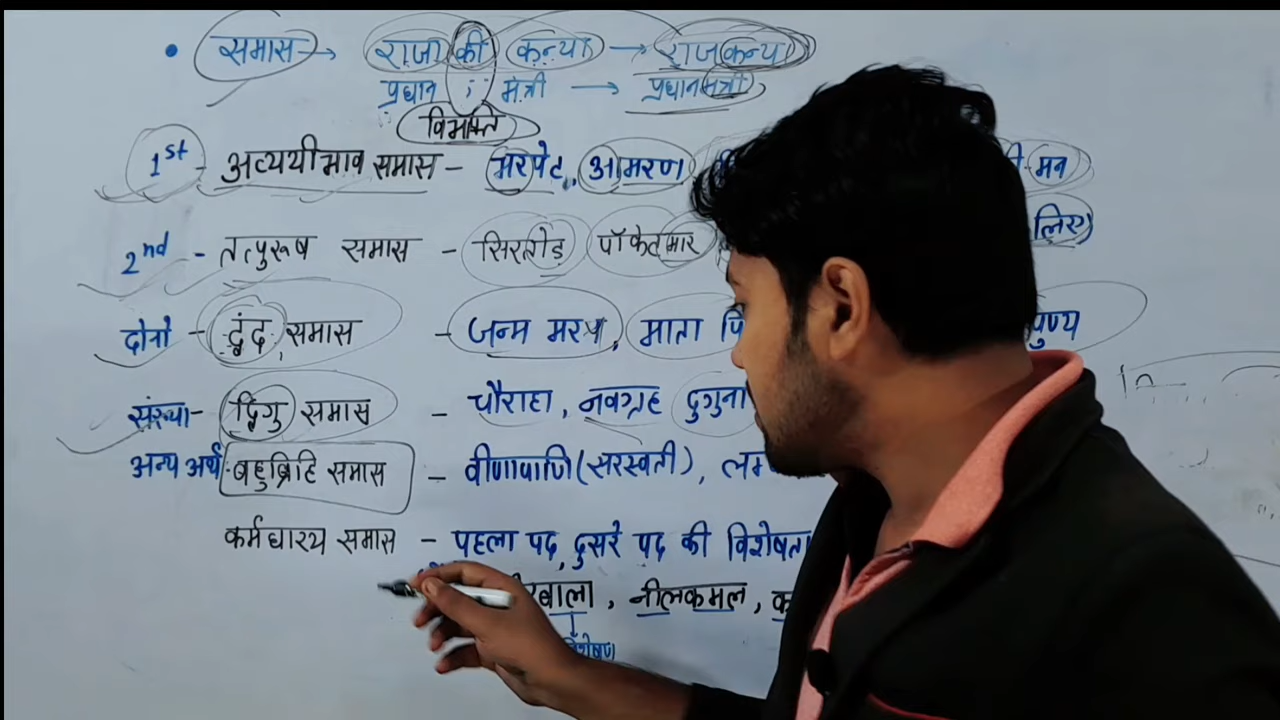 • समास → राजा की कन्या → राजकन्या
प्रधान : मंत्री → प्रधानमंत्री
विभक्ति
1st - अव्ययीभाव समास - भरपेट, आमरण मन
2nd - तत्पुरूष समास - सिरतोड़ पॉकेटमार लिए)
दोनो - द्वंद समास - जन्म मरण, माता पुण्य
संख्या - द्विगु समास - चौराहा, नवग्रह दुगुना
अन्य अर्थ - बहुब्रिहि समास - वीणापाणि (सरस्वती),
कर्मधारय समास - पहला पद, दुसरे पद की विशेषता
नीलकमल,